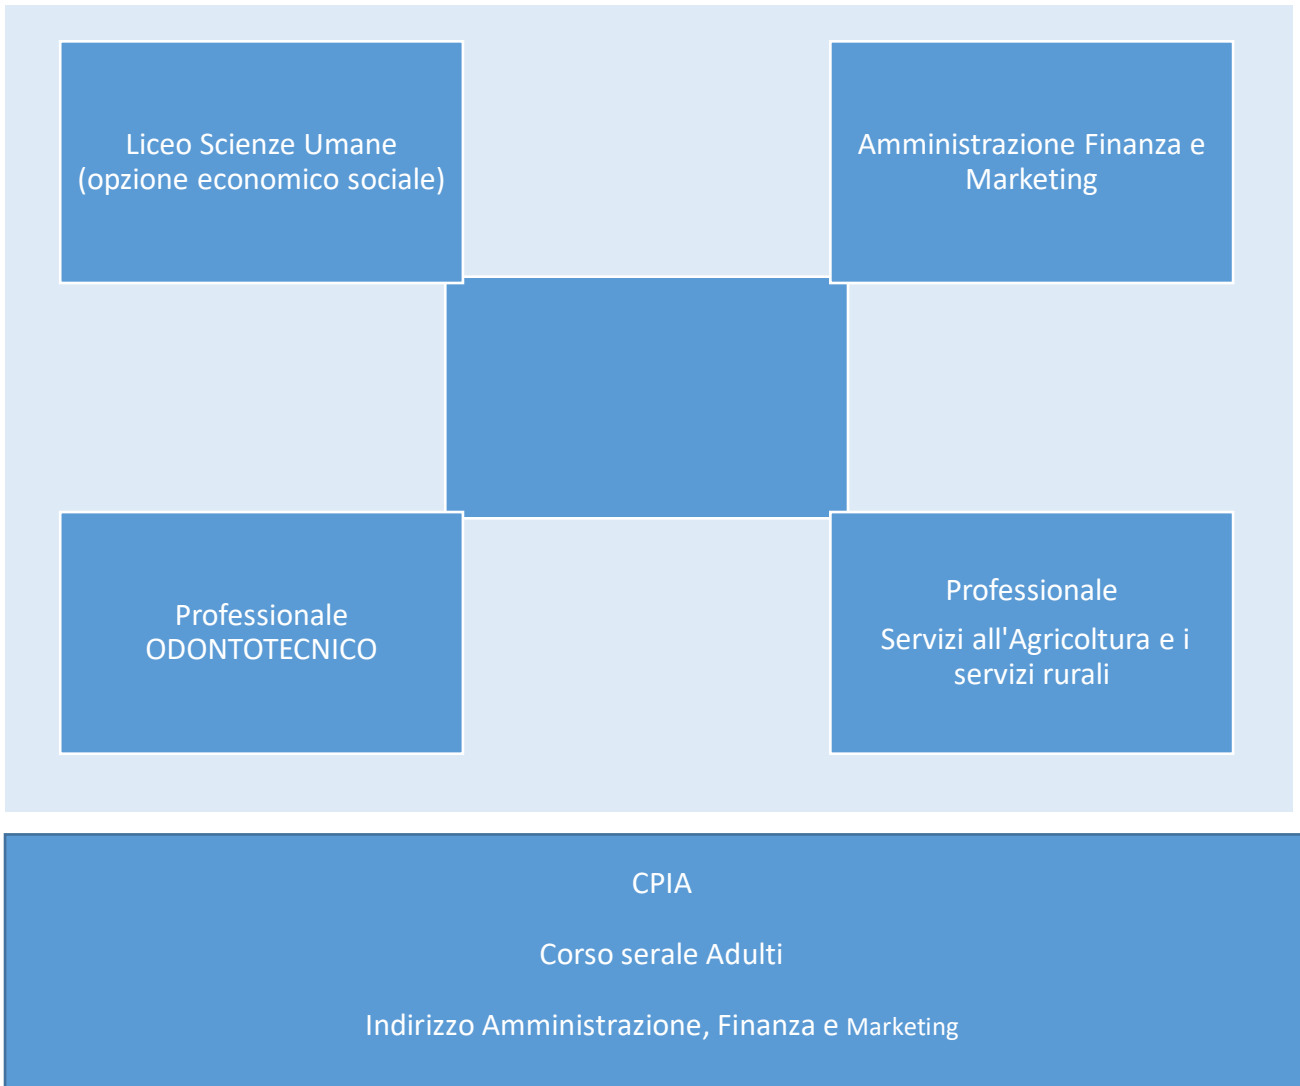 Liceo Scienze Umane
(opzione economico sociale)
Amministrazione Finanza e
Marketing
Professionale
ODONTOTECNICO
Professionale
Servizi all'Agricoltura e i
servizi rurali
CPIA
Corso serale Adulti
Indirizzo Amministrazione, Finanza e Marketing